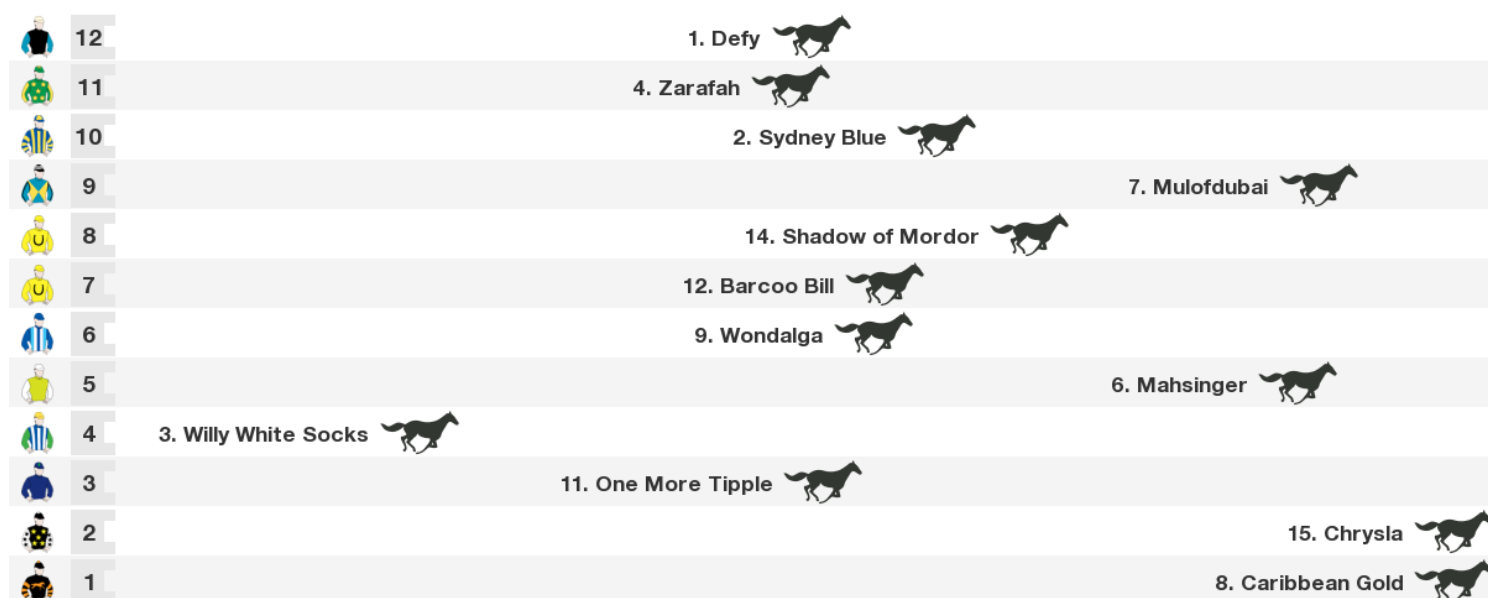 12 1. Defy
11 4. Zarafah
10 2. Sydney Blue
9 7. Mulofdubai
8 14. Shadow of Mordor
7 12. Barcoo Bill
6 9. Wondalga
5 6. Mahsinger
4 3. Willy White Socks
3 11. One More Tipple
2 15. Chrysla
1 8. Caribbean Gold